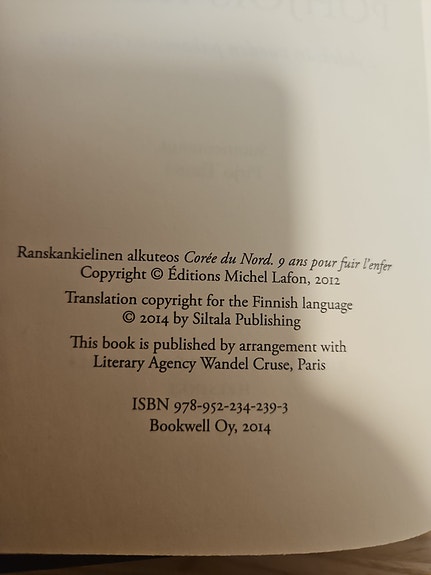 Ranskankielinen alkuteos Corée du Nord. 9 ans pour fuir l'enfer
Copyright © Éditions Michel Lafon, 2012
Translation copyright for the Finnish language
© 2014 by Siltala Publishing
This book is published by arrangement with
Literary Agency Wandel Cruse, Paris
ISBN 978-952-234-239-3
Bookwell Oy, 2014